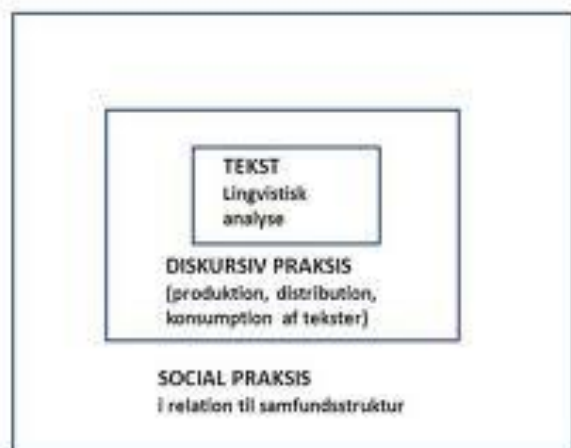 TEKST
Lingvistisk
analyse
DISKURSIV PRAKSIS
(produktion, distribution,
konsumption af tekster)
SOCIAL PRAKSIS
i relation til samfundsstruktur